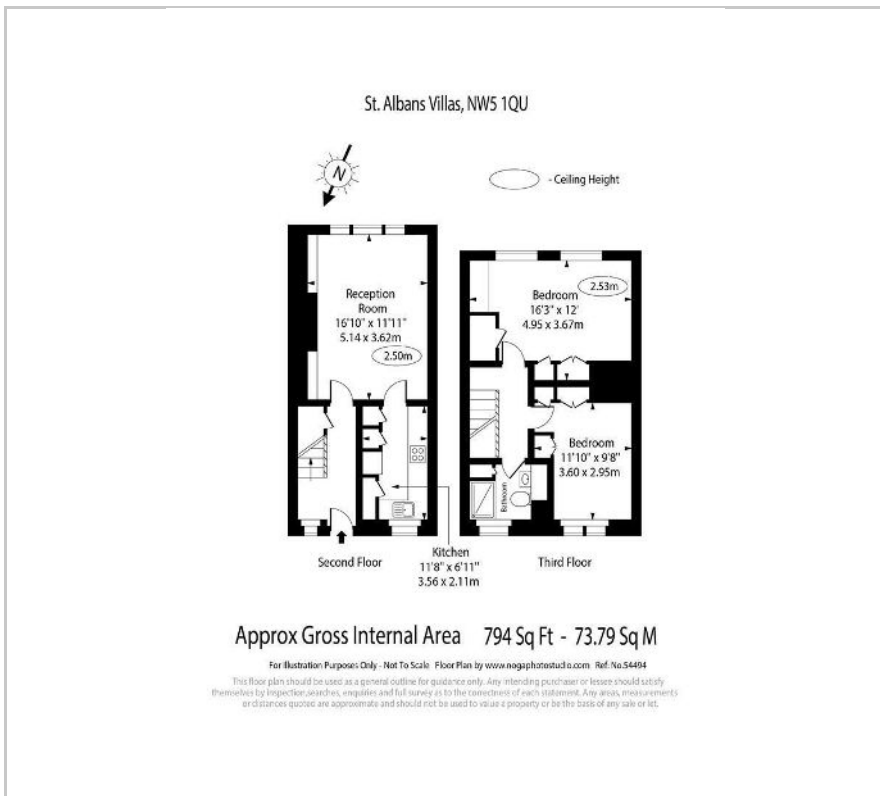 St. Albans Villas, NW5 1QU
N
- Ceiling Height
Reception
Room
16'10" x 11'11"
5.14 x 3.62m
2.50m
Bedroom
16'3" x 12'
4.95 x 3.67m
2.53m
Bedroom
11'10" x 9'8"
3.60 x 2.95m
Bathroom
Second Floor
Kitchen
11'8" x 6'11"
3.56 x 2.11m
Third Floor
Approx Gross Internal Area 794 Sq Ft - 73.79 Sq M
For Illustration Purposes Only - Not To Scale Floor Plan by www.nogaphotostudio.com Ref: No.54494
This floor plan should be used as a general outline for guidance only. Any intending purchaser or lessee should satisfy
themselves by inspection,searches, enquiries and full survey as to the correctness of each statement. Any areas, measurements
or distances quoted are approximate and should not be used to value a property or be the basis of any sale or let.